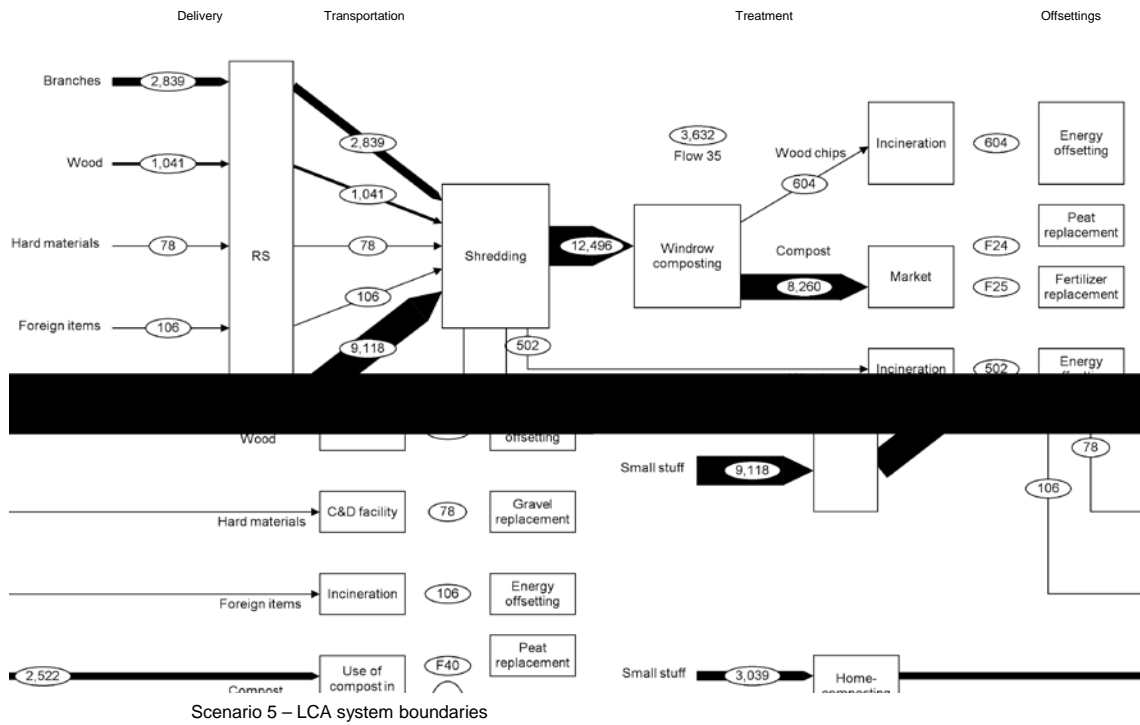 Delivery
Transportation
Treatment
Offsettings
Branches
2,839
2,839
3,632
Flow 35
Wood chips
604
Incineration
604
Energy
offsetting
Wood
1,041
1,041
Hard materials
78
RS
78
Shredding
12,496
Windrow
composting
Compost
8,260
Market
F24
Peat
replacement
F25
Fertilizer
replacement
Foreign items
106
106
9,118
502
Incineration
502
Energy
Wood
offsetting
Small stuff
9,118
78
106
Hard materials
C&D facility
78
Gravel
replacement
Foreign items
Incineration
106
Energy
offsetting
2,522
Compost
Use of
compost in
F40
Peat
replacement
Small stuff
3,039
Home-
composting
Scenario 5 – LCA system boundaries